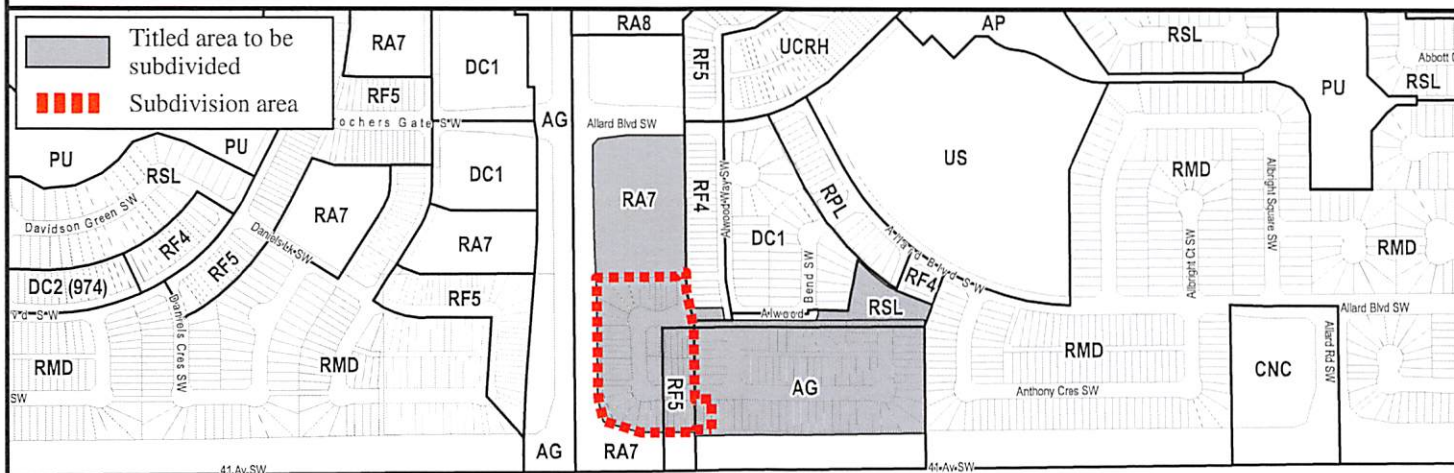 Titled area to be
subdivided
Subdivision area
RA7
RF5
DC1
AG
RA8
Allard Blvd SW
RF5
UCRH
AP
RSL
Abbott
RSL
PU
ochers Gate SW
PU
PU
RSL
Davidson Green SW
RF4
RF5
DC2 (974)
vd SW
Daniels Lk SW
RA7
DC1
RA7
RF5
Daniels Cres SW
RMD
SW
RMD
RA7
RF4
Alwood Way SW
DC1
Bend SW
Alwood
RPL
Allard Blvd SW
RF4
RSL
US
RMD
Albright Ct SW
Albright Square SW
RMD
Allard Blvd SW
RMD
Anthony Cres SW
CNC
Allard Rd SW
RF5
AG
AG
RA7
41 Av SW
41 Av SW